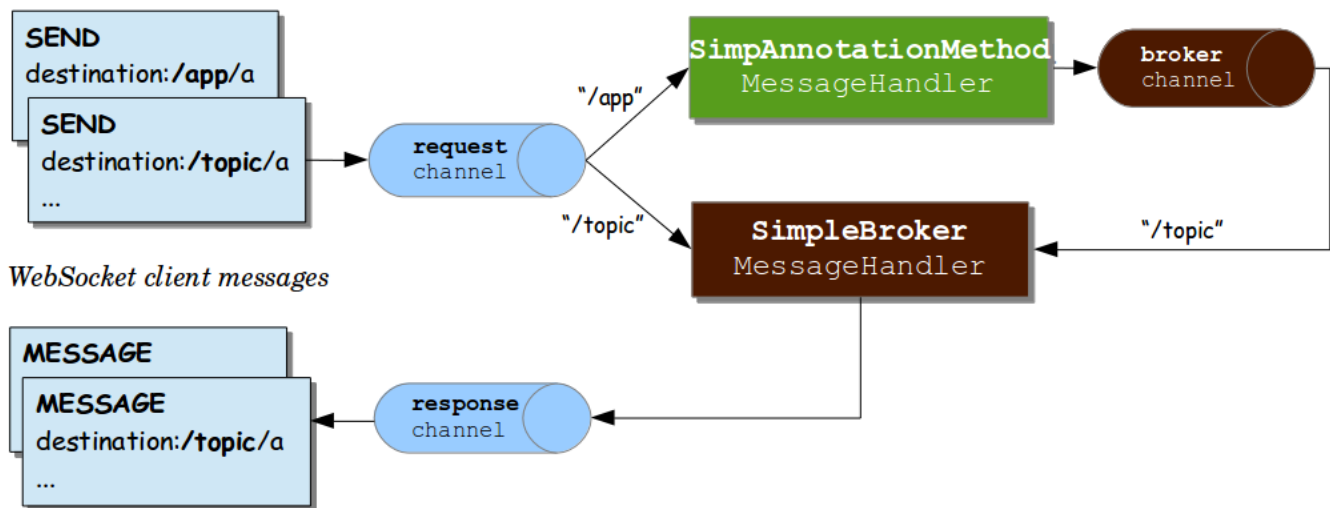 SEND
destination:/app/a
SEND
destination:/topic/a
...
WebSocket client messages
request
channel
“/app”
“/topic”
SimpAnnotationMethod
MessageHandler
broker
channel
SimpleBroker
MessageHandler
“/topic”
MESSAGE
MESSAGE
destination:/topic/a
...
response
channel